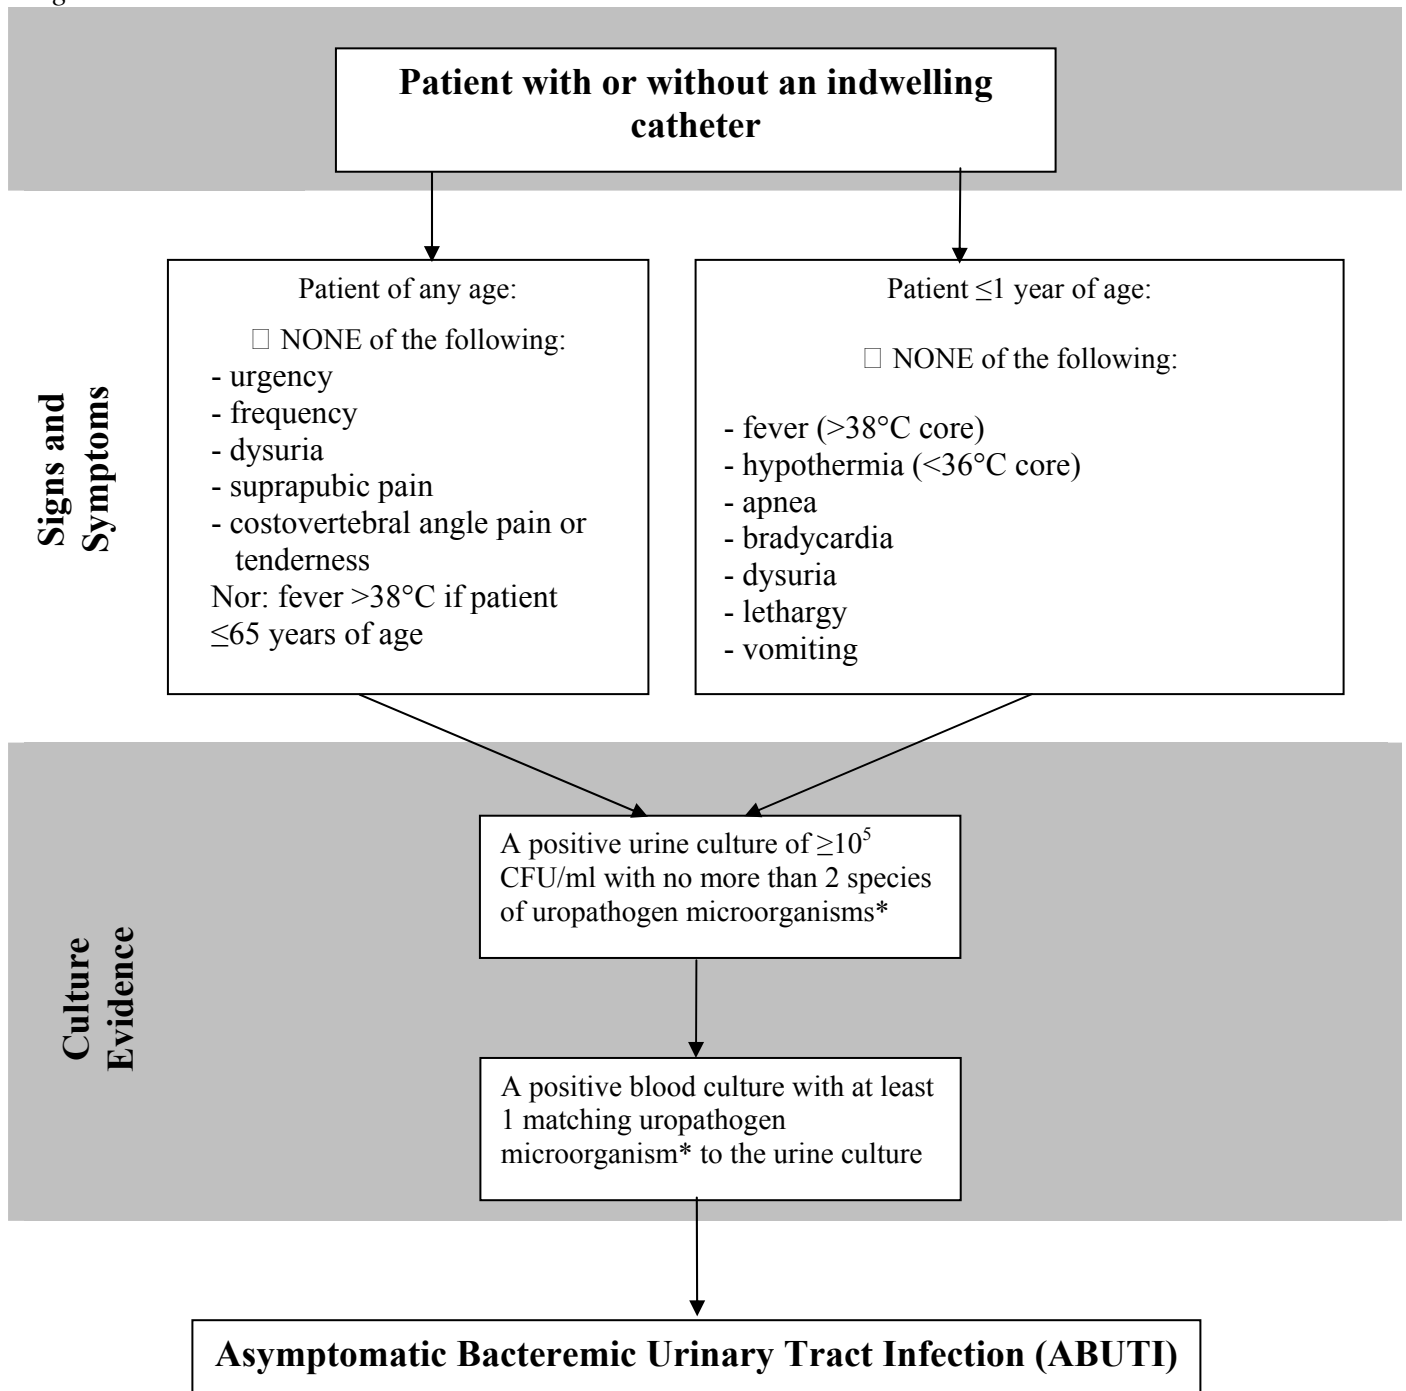 Patient with or without an indwelling
catheter
Signs and
Symptoms
Patient of any age:
□ NONE of the following:
- urgency
- frequency
- dysuria
- suprapubic pain
- costovertebral angle pain or
tenderness
Nor: fever >38°C if patient
≤65 years of age
Patient ≤1 year of age:
□ NONE of the following:
- fever (>38°C core)
- hypothermia (<36°C core)
- apnea
- bradycardia
- dysuria
- lethargy
- vomiting
Culture
Evidence
A positive urine culture of ≥10⁵
CFU/ml with no more than 2 species
of uropathogen microorganisms*
A positive blood culture with at least
1 matching uropathogen
microorganism* to the urine culture
Asymptomatic Bacteremic Urinary Tract Infection (ABUTI)